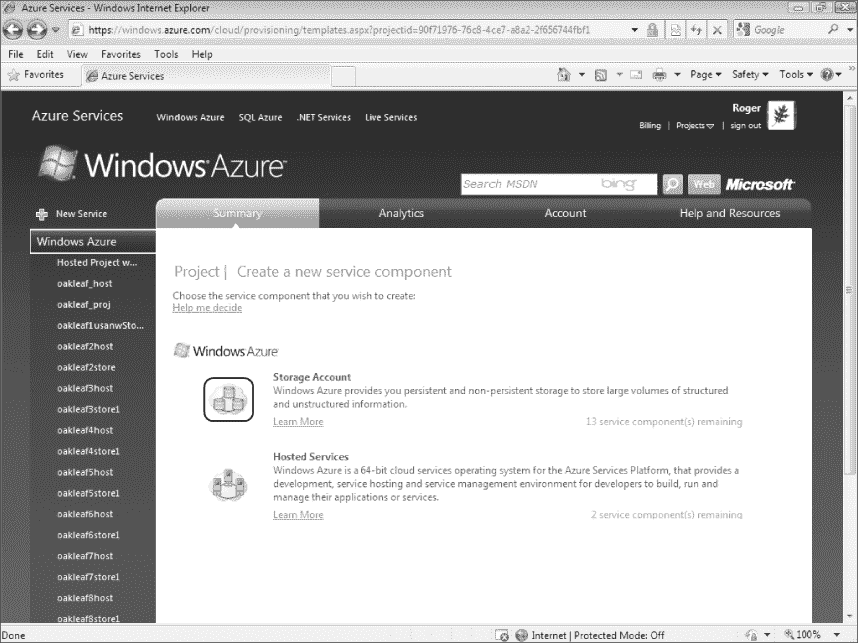 Azure Services - Windows Internet Explorer
https://windows.azure.com/cloud/provisioning/templates.aspx?projectid=90f71976-76c8-4ce7-a8a2-2f656744fbf1
Google
File Edit View Favorites Tools Help
Favorites
Azure Services
Page Safety Tools
Azure Services
Windows Azure SQL Azure .NET Services Live Services
Roger
Billing | Projects | sign out
Windows Azure
Search MSDN bing Web Microsoft
New Service
Summary Analytics Account Help and Resources
Windows Azure
Hosted Project w...
oakleaf_host
oakleaf_proj
oakleaf1usanwSto...
oakleaf2host
oakleaf2store
oakleaf3host
oakleaf3store1
oakleaf4host
oakleaf4store1
oakleaf5host
oakleaf5store1
oakleaf6host
oakleaf6store1
oakleaf7host
oakleaf7store1
oakleaf8host
oakleaf8store1
Project | Create a new service component
Choose the service component that you wish to create:
Help me decide
Windows Azure
Storage Account
Windows Azure provides you persistent and non-persistent storage to store large volumes of structured
and unstructured information.
Learn More 13 service component(s) remaining
Hosted Services
Windows Azure is a 64-bit cloud services operating system for the Azure Services Platform, that provides a
development, service hosting and service management environment for developers to build, run and
manage their applications or services.
Learn More 2 service component(s) remaining
Done
Internet | Protected Mode: Off
100%